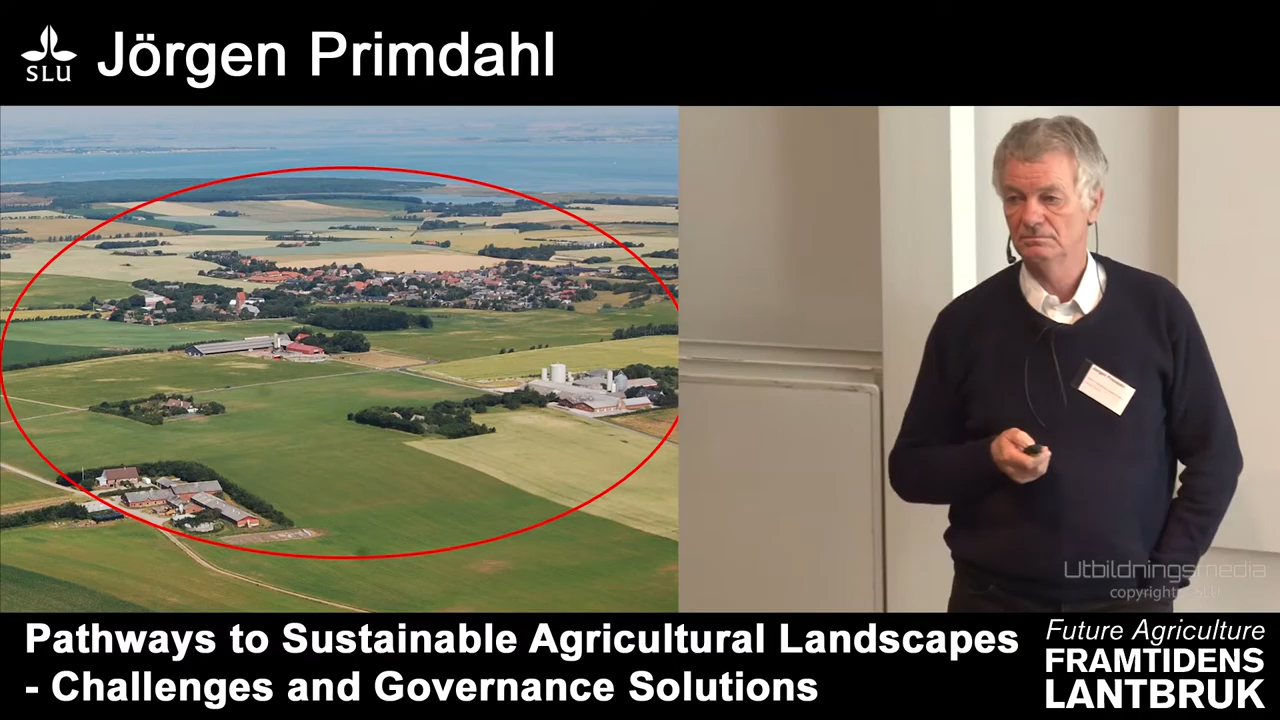 SLU
Jörgen Primdahl
Utbildningsmedia
copyright SLU
Pathways to Sustainable Agricultural Landscapes
- Challenges and Governance Solutions
Future Agriculture
FRAMTIDENS
LANTBRUK